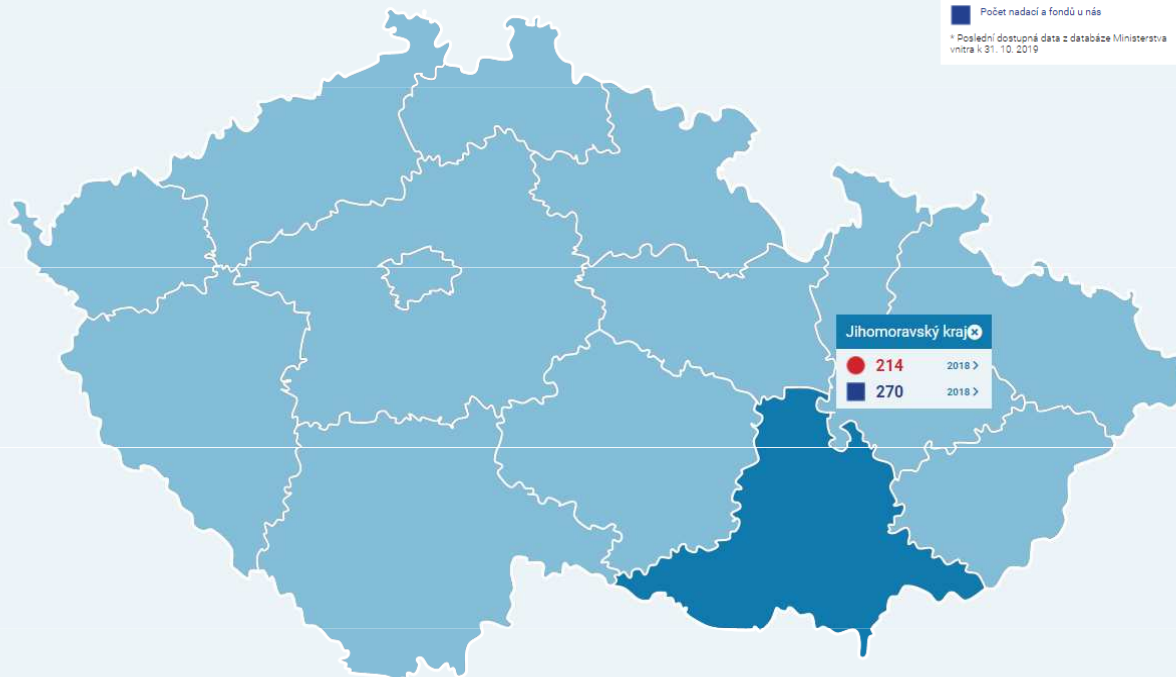 Počet nadací a fondů u nás
* Poslední dostupná data z databáze Ministerstva
vnitra k 31. 10. 2019
Jihomoravský kraj
214 2018
270 2018